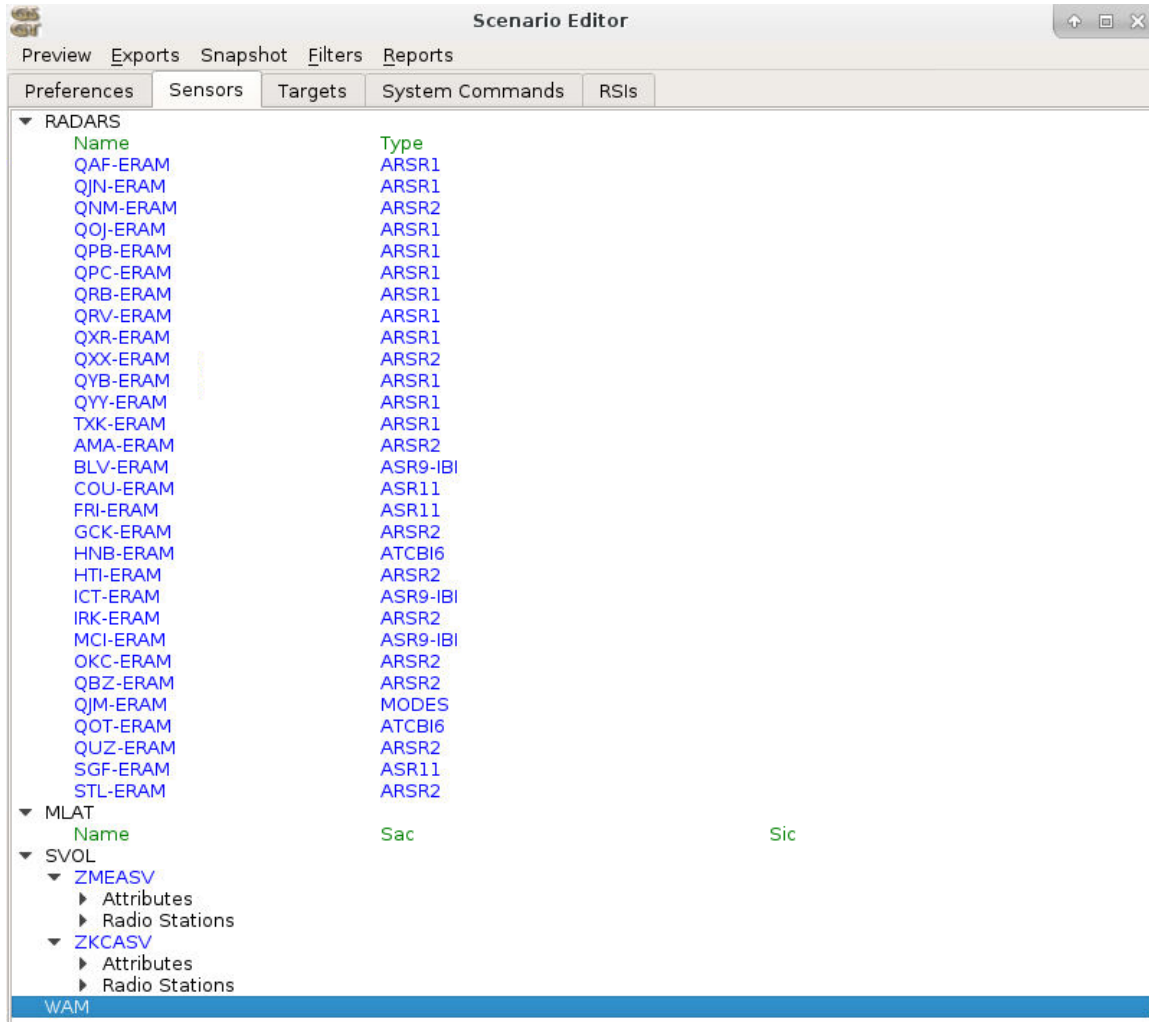 Scenario Editor
Preview Exports Snapshot Filters Reports
Preferences Sensors Targets System Commands RSIs
RADARS
Name Type
QAF-ERAM ARSR1
QJN-ERAM ARSR1
QNM-ERAM ARSR2
QOJ-ERAM ARSR1
QPB-ERAM ARSR1
QPC-ERAM ARSR1
QRB-ERAM ARSR1
QRV-ERAM ARSR1
QXR-ERAM ARSR1
QXX-ERAM ARSR2
QYB-ERAM ARSR1
QYY-ERAM ARSR1
TXK-ERAM ARSR1
AMA-ERAM ARSR2
BLV-ERAM ASR9-IBI
COU-ERAM ASR11
FRI-ERAM ASR11
GCK-ERAM ARSR2
HNB-ERAM ATCBI6
HTI-ERAM ARSR2
ICT-ERAM ASR9-IBI
IRK-ERAM ARSR2
MCI-ERAM ASR9-IBI
OKC-ERAM ARSR2
QBZ-ERAM ARSR2
QJM-ERAM MODES
QOT-ERAM ATCBI6
QUZ-ERAM ARSR2
SGF-ERAM ASR11
STL-ERAM ARSR2
MLAT
Name Sac Sic
SVOL
ZMEASV
Attributes
Radio Stations
ZKCASV
Attributes
Radio Stations
WAM